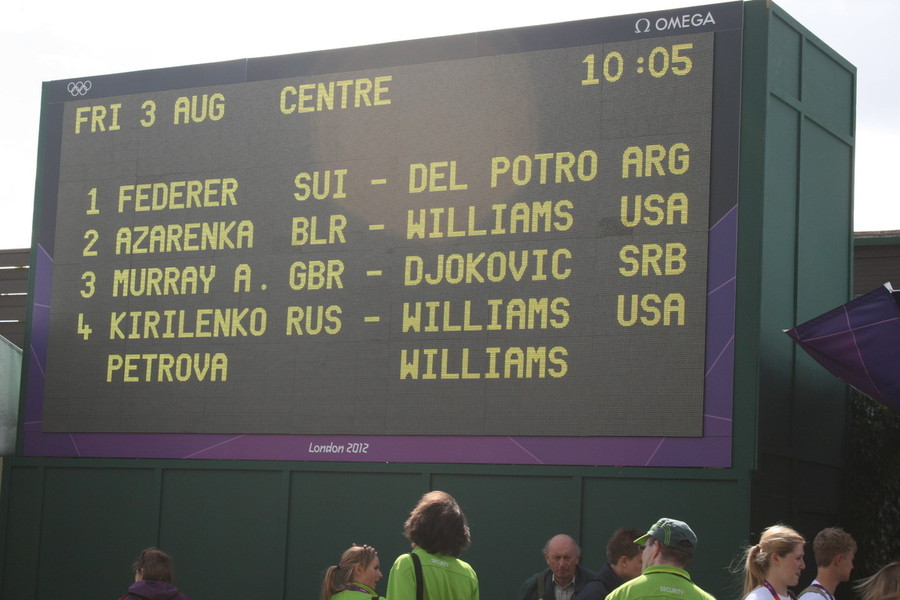 Ω OMEGA
FRI 3 AUG CENTRE 10:05
1 FEDERER SUI - DEL POTRO ARG
2 AZARENKA BLR - WILLIAMS USA
3 MURRAY A. GBR - DJOKOVIC SRB
4 KIRILENKO RUS - WILLIAMS USA
PETROVA WILLIAMS
London 2012
SECURITY